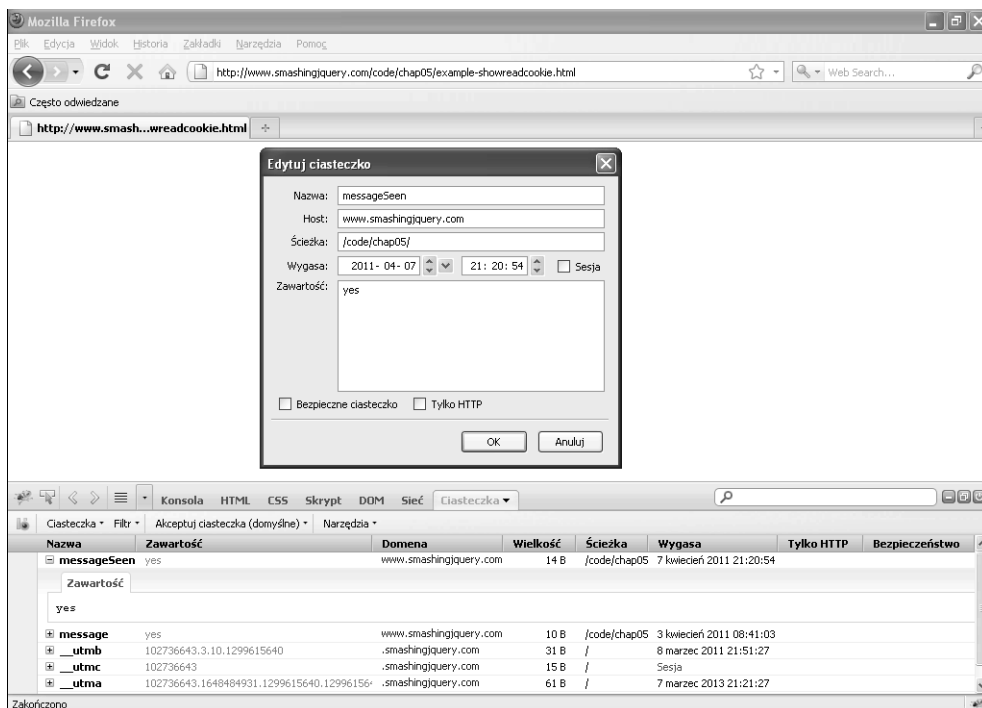 Mozilla Firefox
Plik Edycja Widok Historia Zakładki Narzędzia Pomoc
http://www.smashingjquery.com/code/chap05/example-showreadcookie.html Web Search...
Często odwiedzane
http://www.smash...wreadcookie.html
Edytuj ciasteczko
Nazwa: messageSeen
Host: www.smashingjquery.com
Ścieżka: /code/chap05/
Wygasa: 2011- 04- 07 21: 20: 54 Sesja
Zawartość: yes
Bezpieczne ciasteczko Tylko HTTP
OK Anuluj
Konsola HTML CSS Skrypt DOM Sieć Ciasteczka
Ciasteczka Filtr Akceptuj ciasteczka (domyślne) Narzędzia
Nazwa Zawartość Domena Wielkość Ścieżka Wygasa Tylko HTTP Bezpieczeństwo
messageSeen yes www.smashingjquery.com 14 B /code/chap05 7 kwiecień 2011 21:20:54
Zawartość
yes
message yes www.smashingjquery.com 10 B /code/chap05 3 kwiecień 2011 08:41:03
__utmb 102736643.3.10.1299615640 .smashingjquery.com 31 B / 8 marzec 2011 21:51:27
__utmc 102736643 .smashingjquery.com 15 B / Sesja
__utma 102736643.1648484931.1299615640.12996156 .smashingjquery.com 61 B / 7 marzec 2013 21:21:27
Zakończono